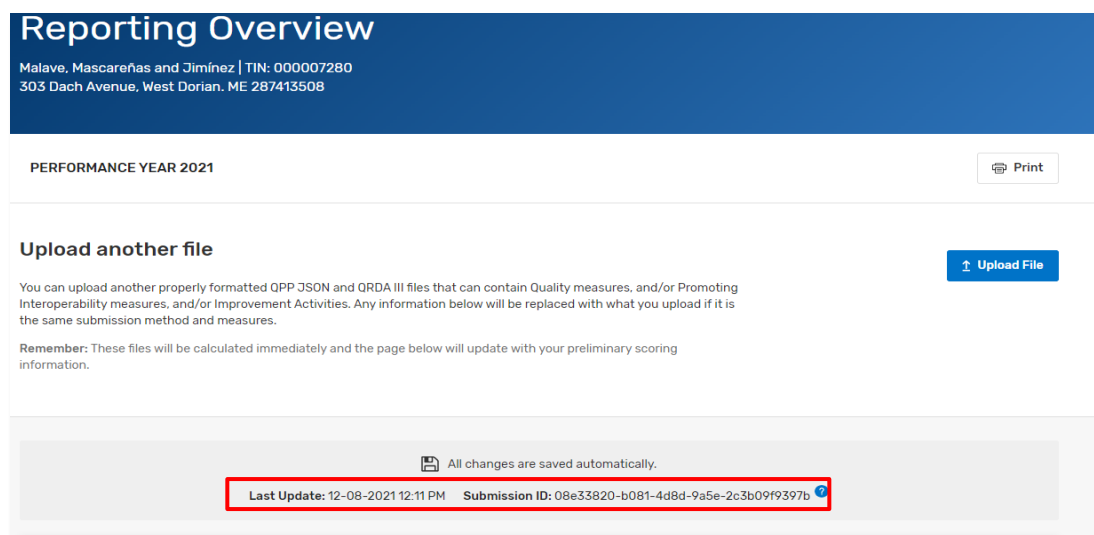 Reporting Overview
Malave, Mascareñas and Jimínez | TIN: 000007280
303 Dach Avenue, West Dorian. ME 287413508
PERFORMANCE YEAR 2021
Print
Upload another file
Upload File
You can upload another properly formatted QPP JSON and QRDA III files that can contain Quality measures, and/or Promoting
Interoperability measures, and/or Improvement Activities. Any information below will be replaced with what you upload if it is
the same submission method and measures.
Remember: These files will be calculated immediately and the page below will update with your preliminary scoring
information.
All changes are saved automatically.
Last Update: 12-08-2021 12:11 PM Submission ID: 08e33820-b081-4d8d-9a5e-2c3b09f9397b ?